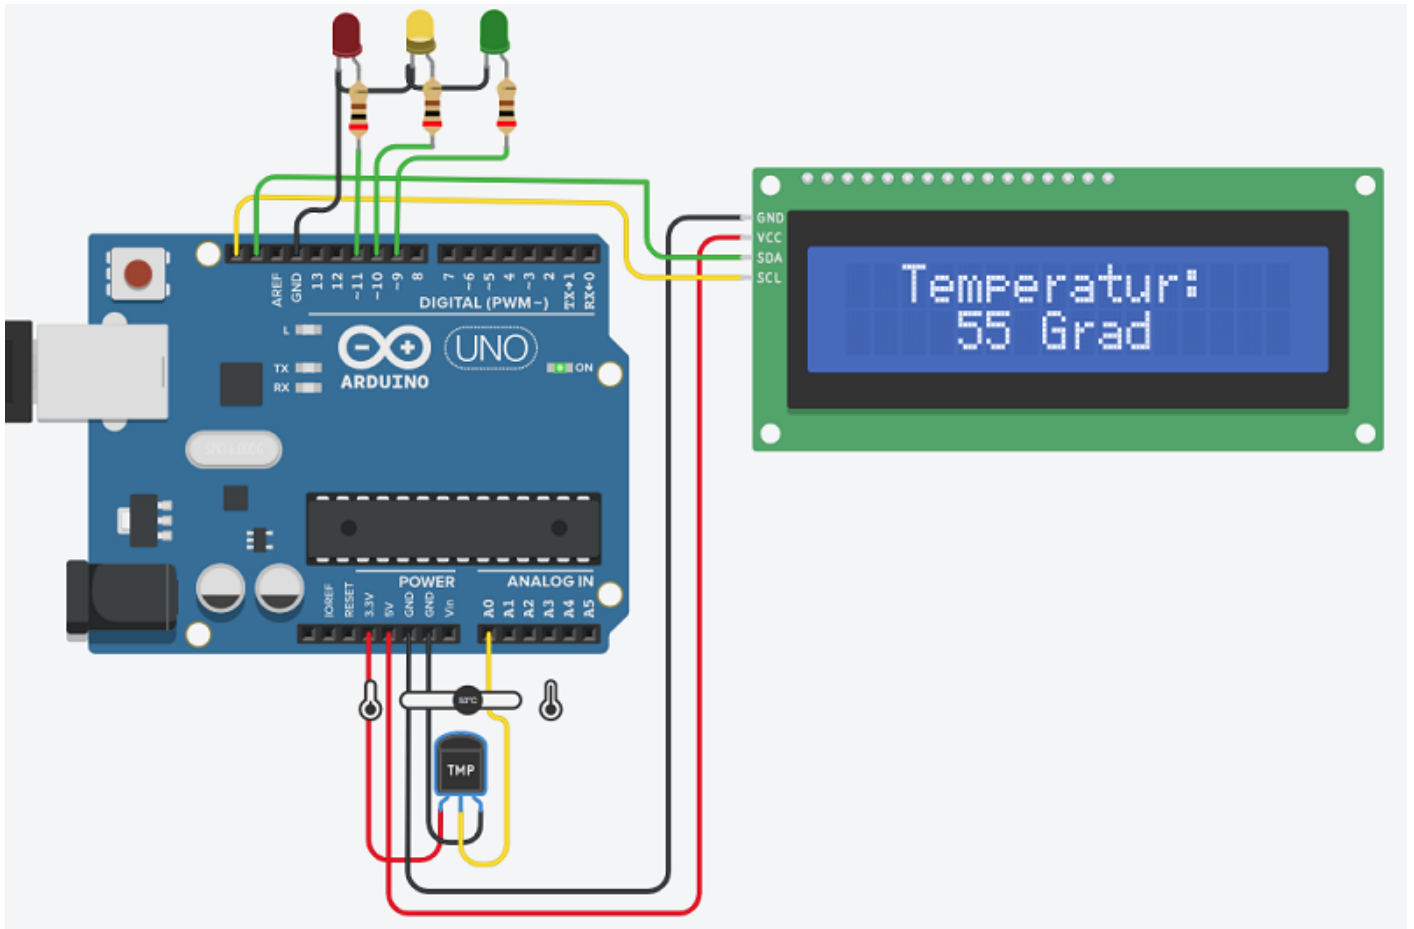 GND
VCC
SDA
SCL
Temperatur:
55 Grad
AREF
GND
13
12
~11
~10
~9
8
7
~6
~5
4
~3
2
TX→1
RX←0
DIGITAL (PWM~)
L
TX
RX
ARDUINO
UNO
ON
POWER
ANALOG IN
IOREF
RESET
3.3V
5V
GND
GND
Vin
A0
A1
A2
A3
A4
A5
TMP